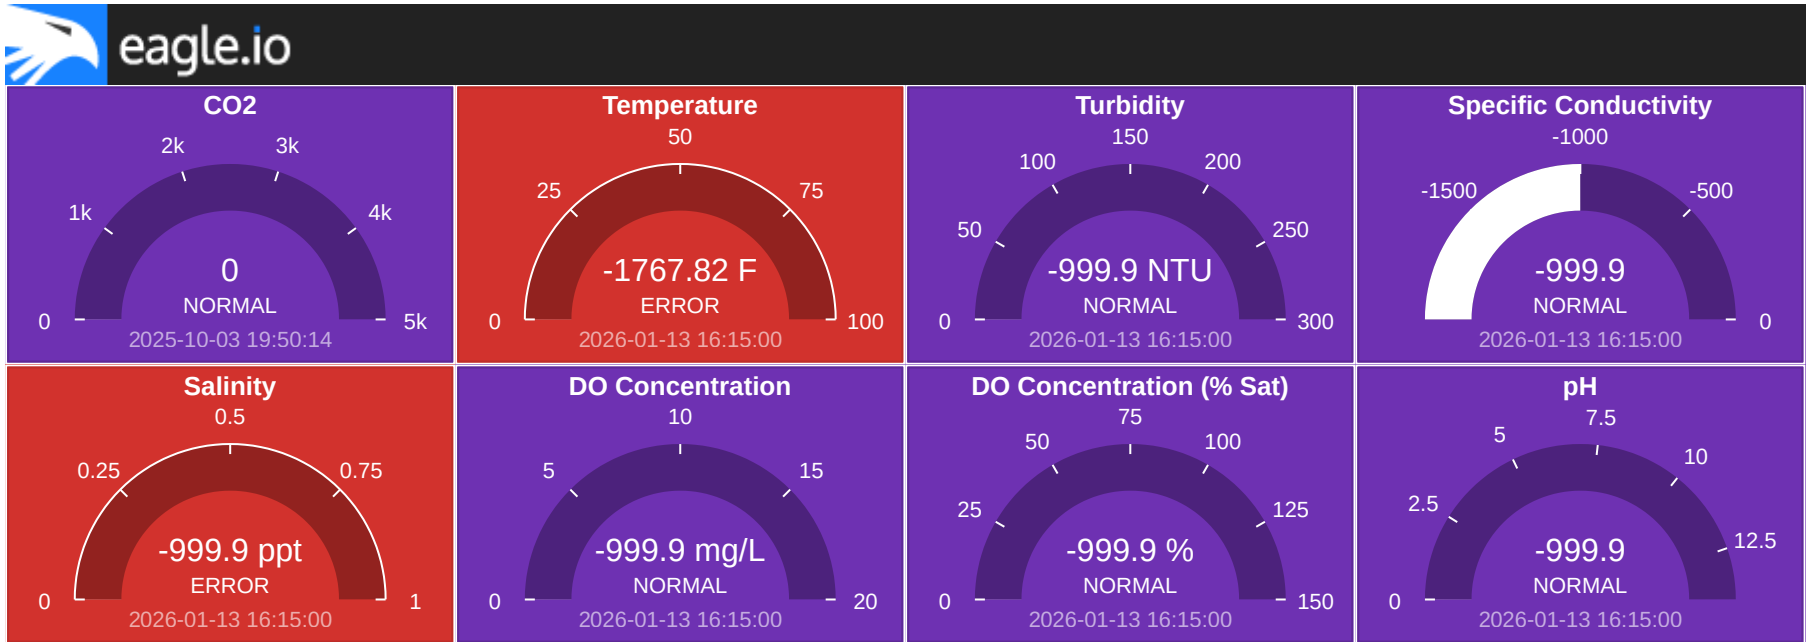 eagle.io
CO2
2k
3k
1k
4k
0
NORMAL
0
5k
2025-10-03 19:50:14
Temperature
50
25
75
-1767.82 F
ERROR
0
100
2026-01-13 16:15:00
Turbidity
150
100
200
50
250
-999.9 NTU
NORMAL
0
300
2026-01-13 16:15:00
Specific Conductivity
-1000
-1500
-500
-999.9
NORMAL
0
2026-01-13 16:15:00
Salinity
0.5
0.25
0.75
-999.9 ppt
ERROR
0
1
2026-01-13 16:15:00
DO Concentration
10
5
15
-999.9 mg/L
NORMAL
0
20
2026-01-13 16:15:00
DO Concentration (% Sat)
75
50
100
25
125
-999.9 %
NORMAL
0
150
2026-01-13 16:15:00
pH
7.5
5
10
2.5
12.5
-999.9
NORMAL
0
2026-01-13 16:15:00